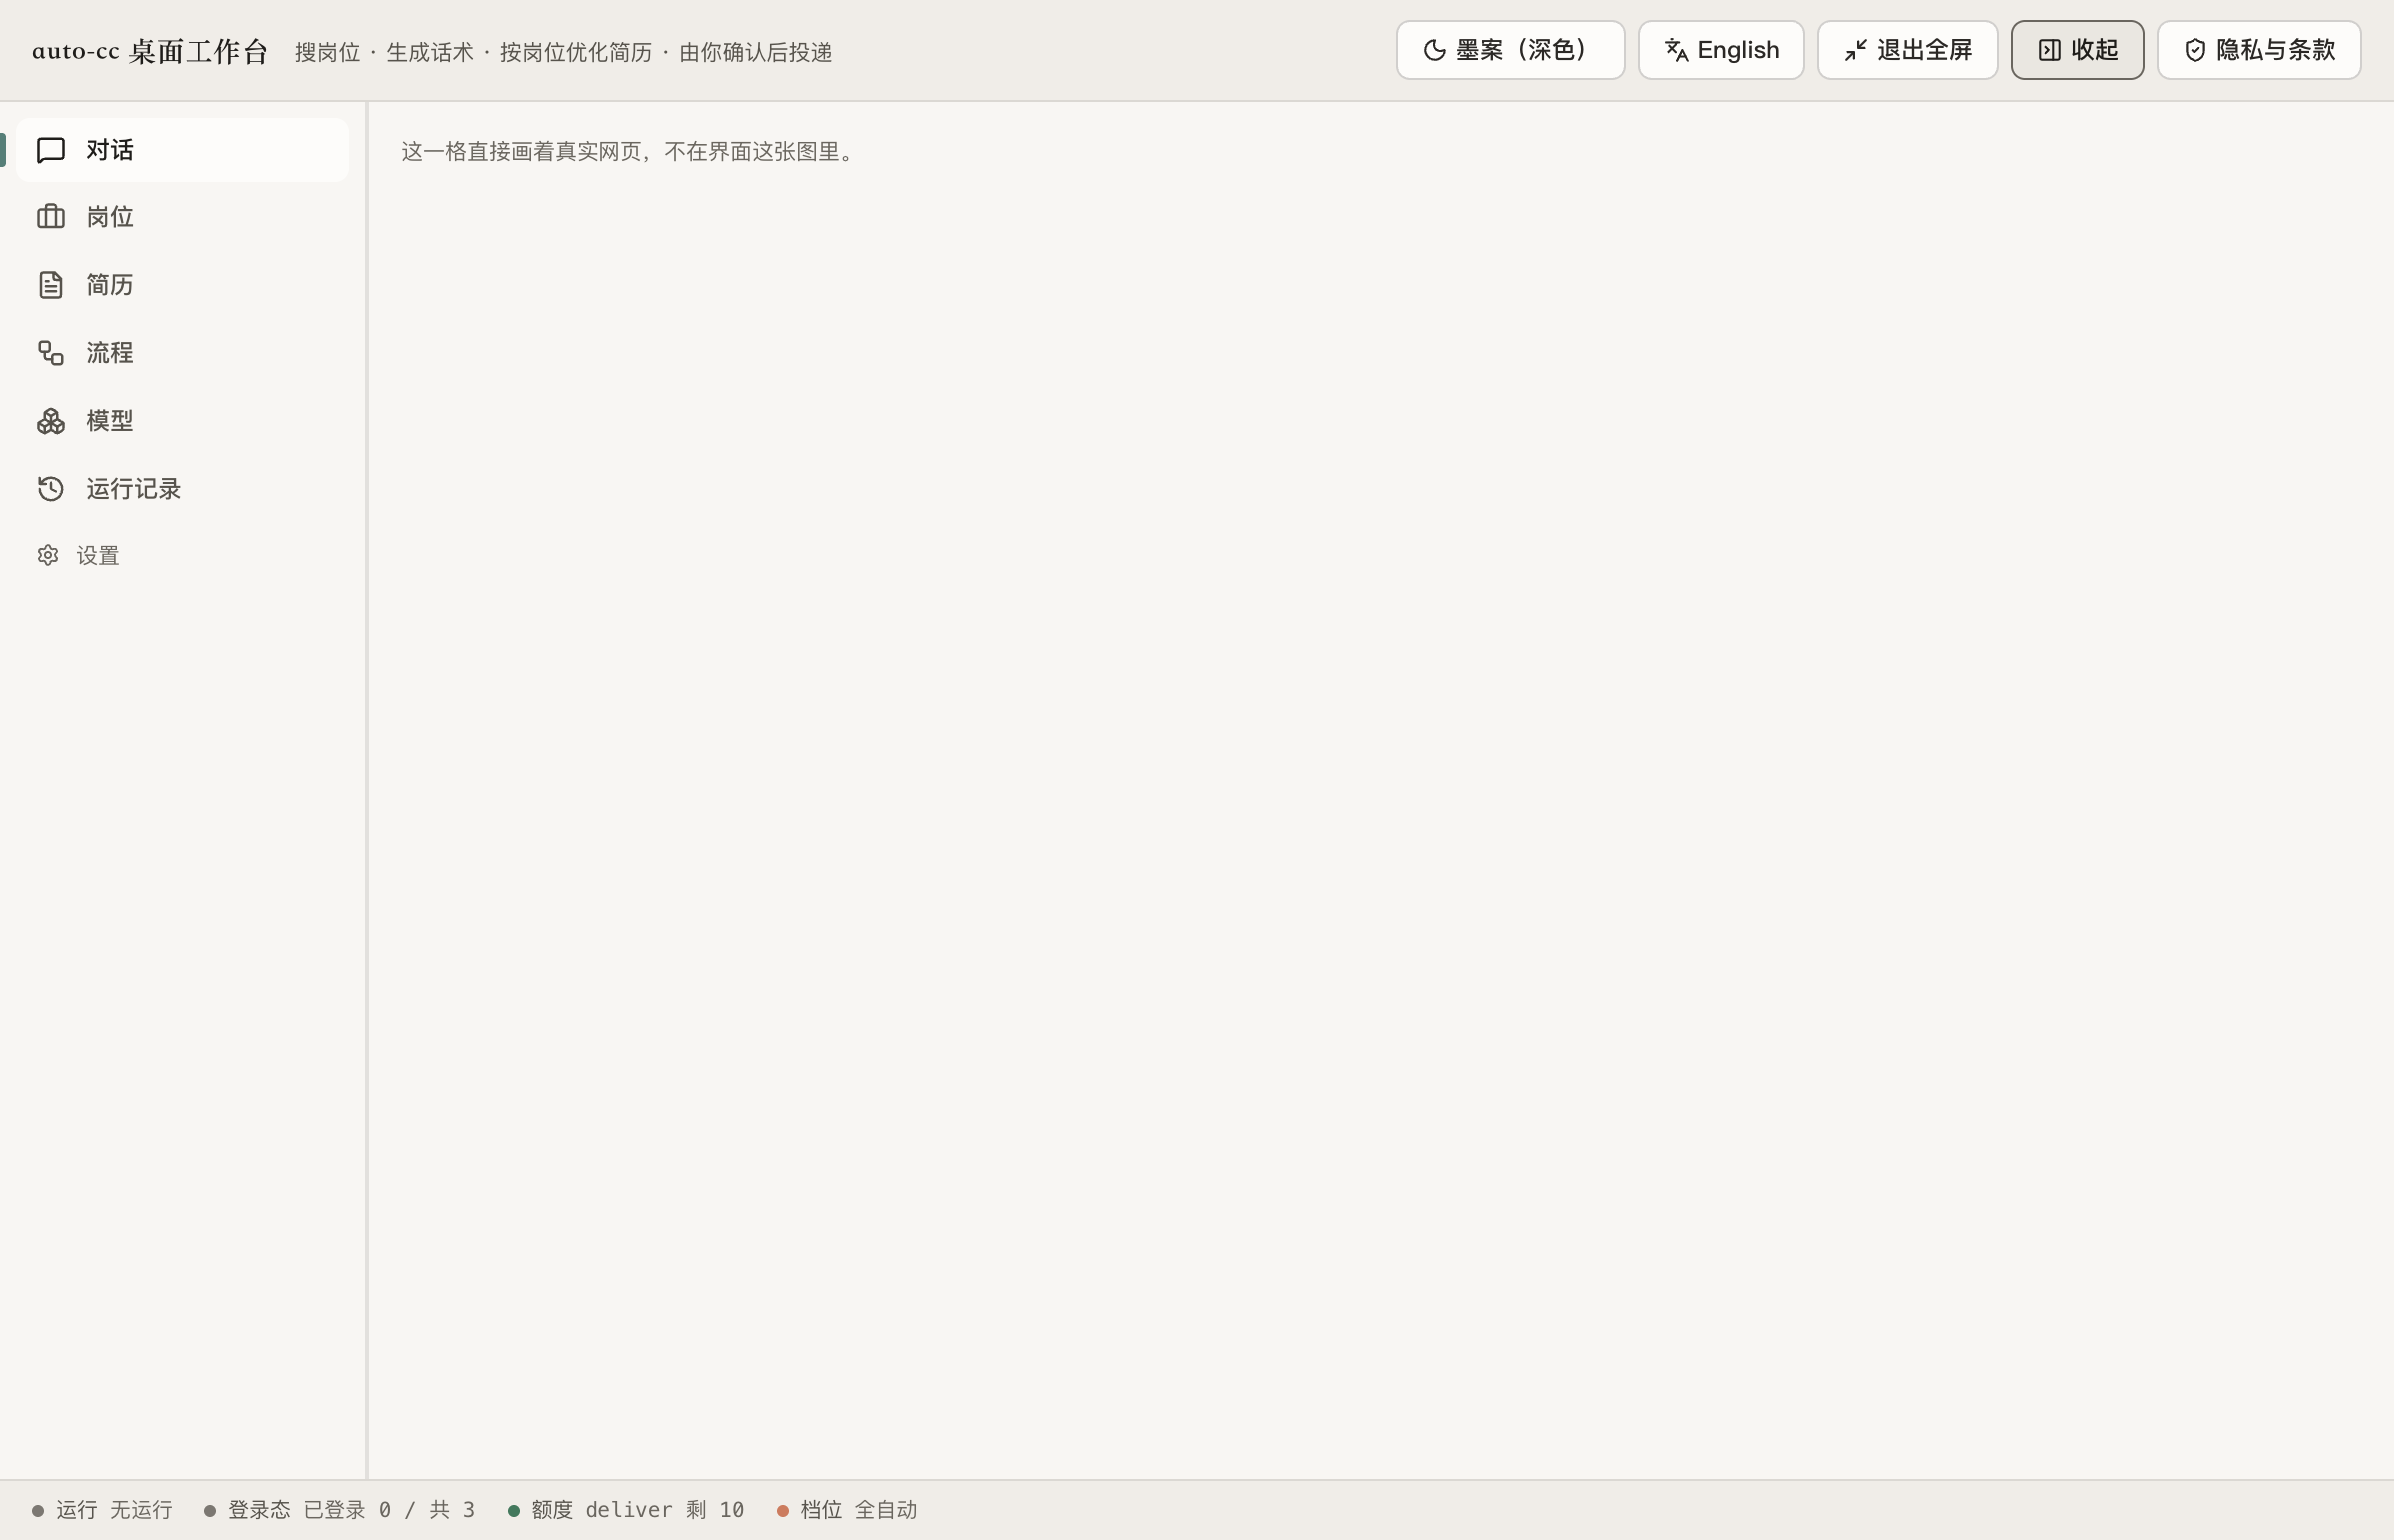 auto-cc 桌面工作台 搜岗位 · 生成话术 · 按岗位优化简历 · 由你确认后投递 墨案（深色） English 退出全屏 收起 隐私与条款
对话
这一格直接画着真实网页，不在界面这张图里。
岗位
简历
流程
模型
运行记录
设置
运行 无运行 登录态 已登录 0 / 共 3 额度 deliver 剩 10 档位 全自动